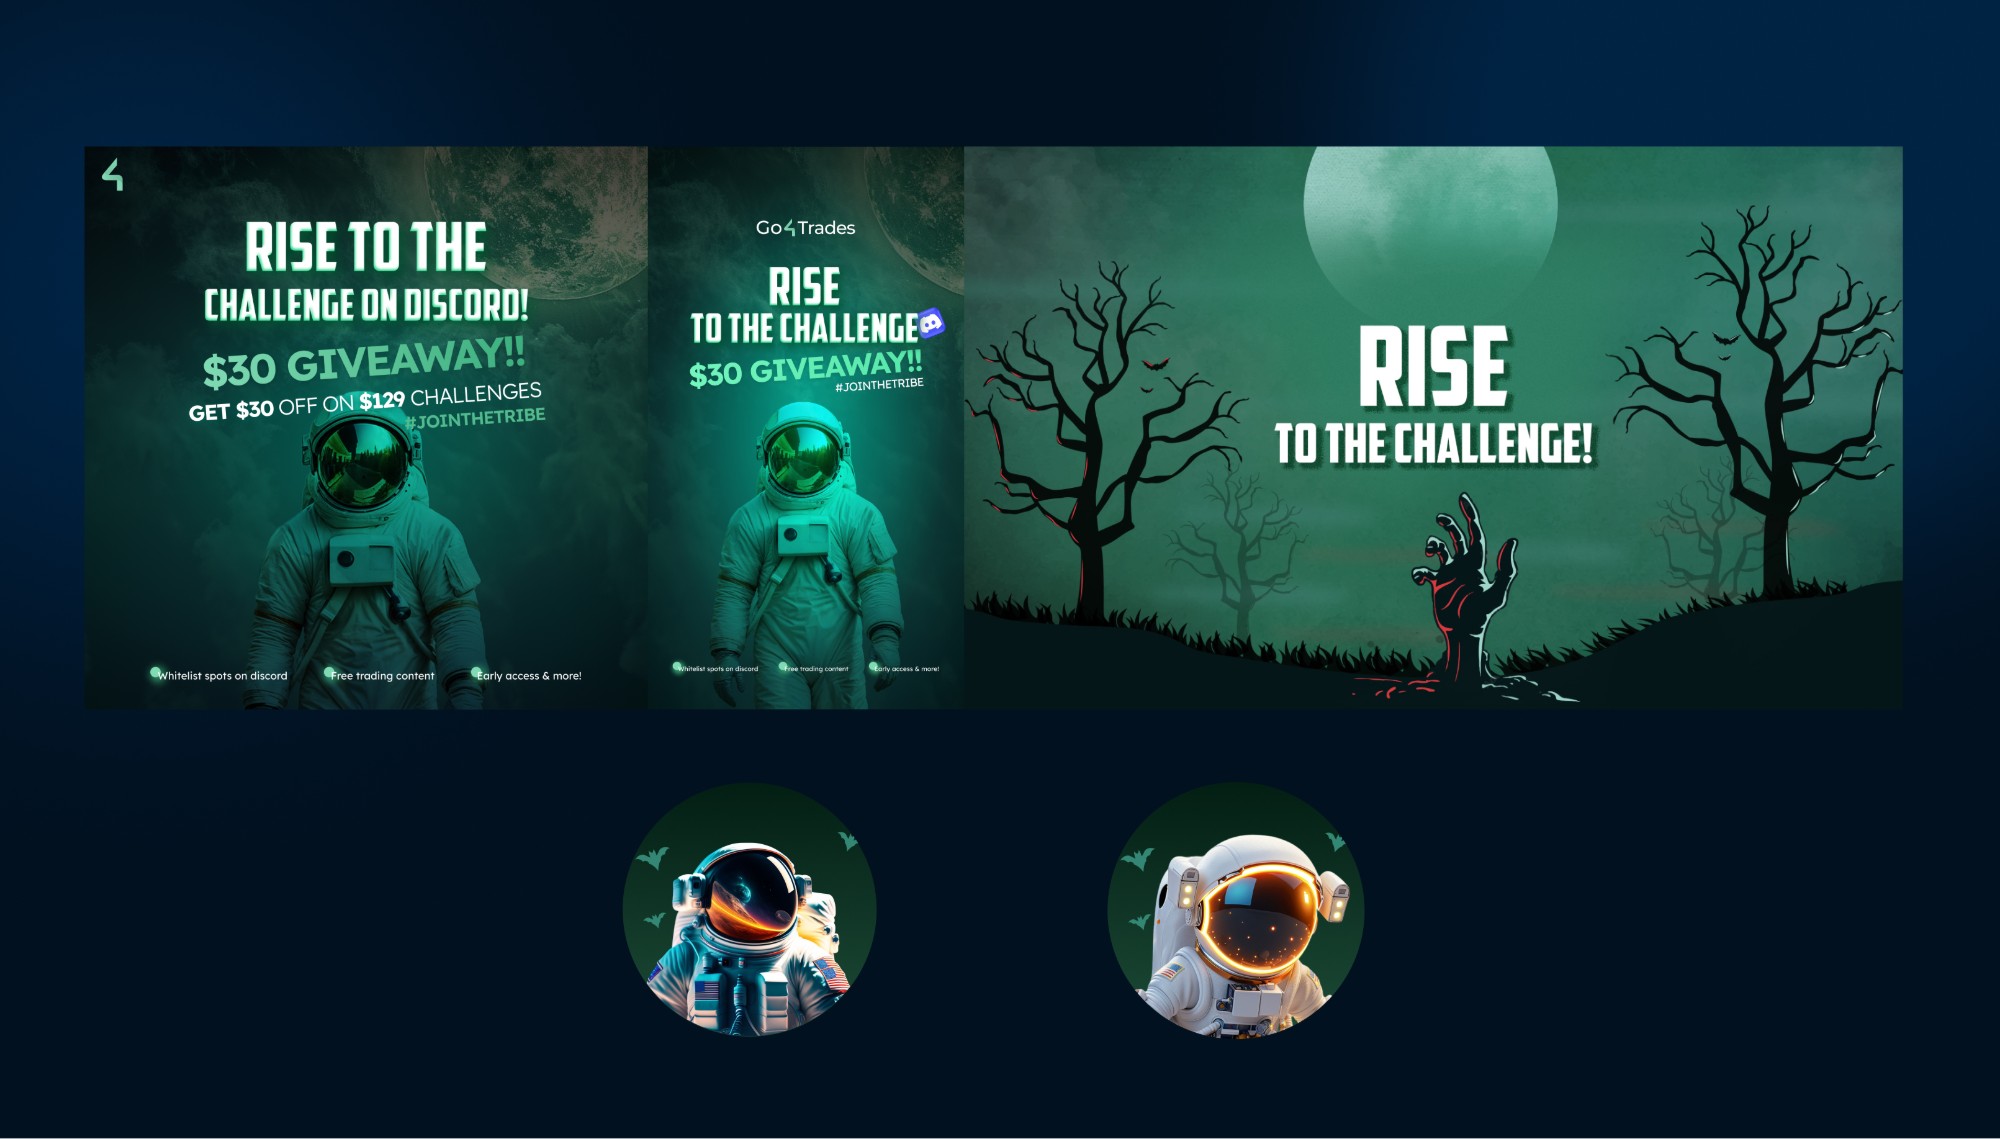 4
RISE TO THE
CHALLENGE ON DISCORD!
$30 GIVEAWAY!!
GET $30 OFF ON $129 CHALLENGES
#JOINTHETRIBE
Whitelist spots on discord
Free trading content
Early access & more!
Go4Trades
RISE
TO THE CHALLENGE
$30 GIVEAWAY!!
#JOINTHETRIBE
Whitelist spots on discord
Free trading content
Early access & more!
RISE
TO THE CHALLENGE!